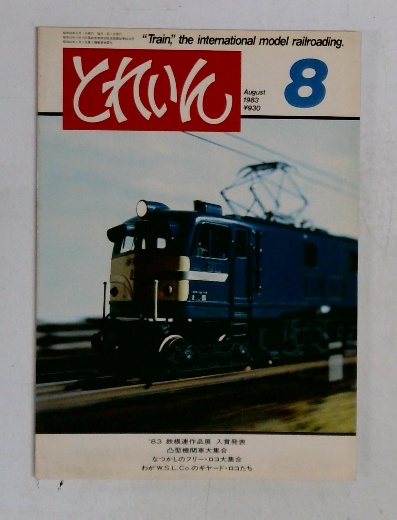 "Train," the international model railroading.
とれいん
August
1983
¥930
8
'83 鉄模連作品展 入賞発表
凸型機関車大集合
なつかしのフリー・B3大集合
わがW.S.L.Co.のギヤード・ロコたち